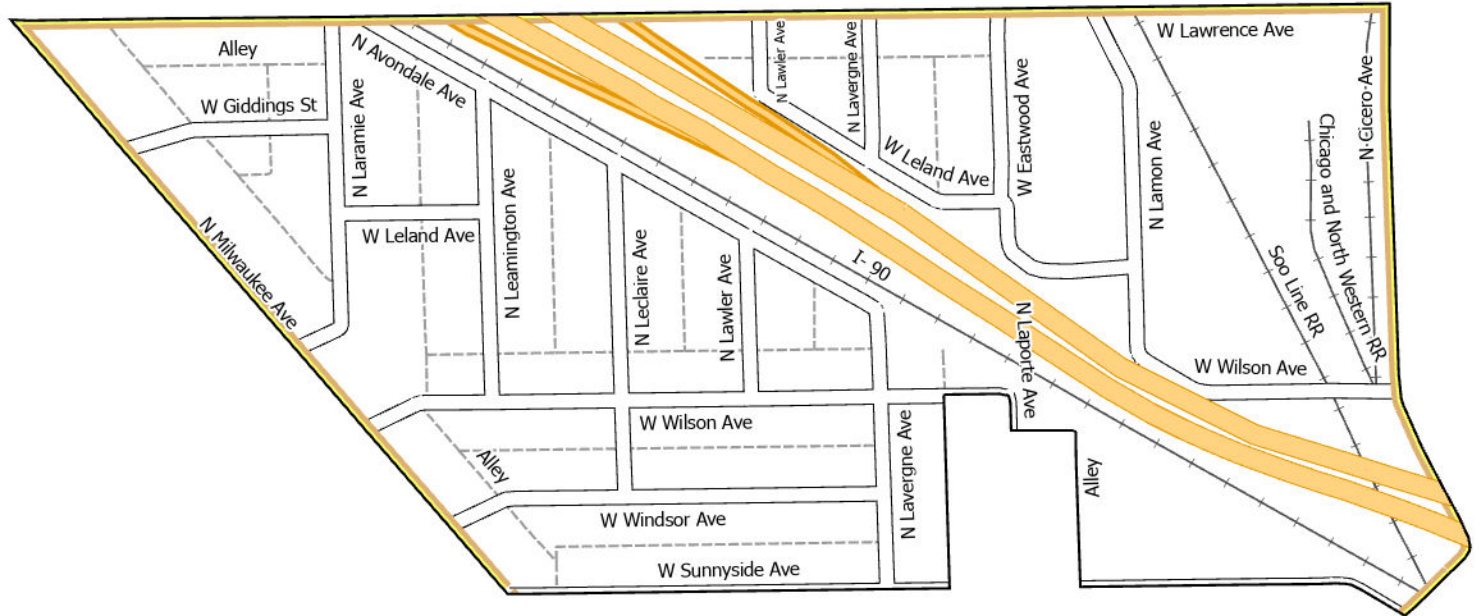 W Lawrence Ave
Alley
N Avondale Ave
N Lawler Ave
N Lavergne Ave
W Eastwood Ave
N Cicero Ave
W Giddings St
N Laramie Ave
Chicago and North Western RR
N Lamon Ave
W Leland Ave
N Leamington Ave
N Milwaukee Ave
W Leland Ave
N Leclaire Ave
N Lawler Ave
I- 90
Soo Line RR
N Laporte Ave
W Wilson Ave
W Wilson Ave
Alley
N Lavergne Ave
Alley
W Windsor Ave
W Sunnyside Ave